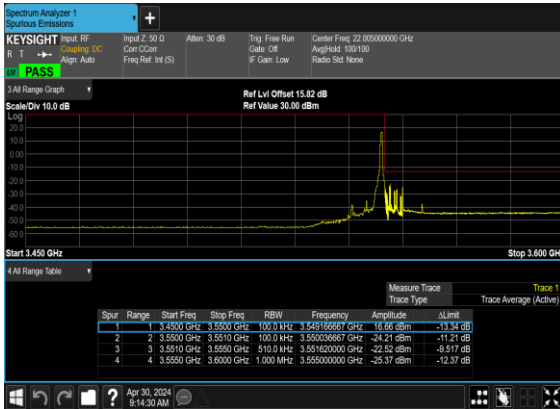 Spectrum Analyzer 1
Spurious Emissions
KEYSIGHT Input: RF Input Z: 50 Ω Atten: 30 dB Trig: Free Run Center Freq: 22.005000000 GHz
R T Coupling: DC Corr CCorr Gate: Off Avg|Hold: 100/100
Align: Auto Freq Ref: Int (S) IF Gain: Low Radio Std: None
PASS
3 All Range Graph
Ref Lvl Offset 15.82 dB
Scale/Div 10.0 dB Ref Value 30.00 dBm
Log
20.0
10.0
0.00
-10.0
-20.0
-30.0
-40.0
-50.0
-60.0
Start 3.450 GHz Stop 3.600 GH
4 All Range Table
Measure Trace Trace 1
Trace Type Trace Average (Active)
Spur Range Start Freq Stop Freq RBW Frequency Amplitude ΔLimit
1 1 3.4500 GHz 3.5500 GHz 100.0 kHz 3.549166667 GHz 16.66 dBm -13.34 dB
2 2 3.5500 GHz 3.5510 GHz 100.0 kHz 3.550036667 GHz -24.21 dBm -11.21 dB
3 3 3.5510 GHz 3.5550 GHz 510.0 kHz 3.551620000 GHz -22.52 dBm -9.517 dB
4 4 3.5550 GHz 3.6000 GHz 1.000 MHz 3.555000000 GHz -25.37 dBm -12.37 dB
Apr 30, 2024
9:14:30 AM